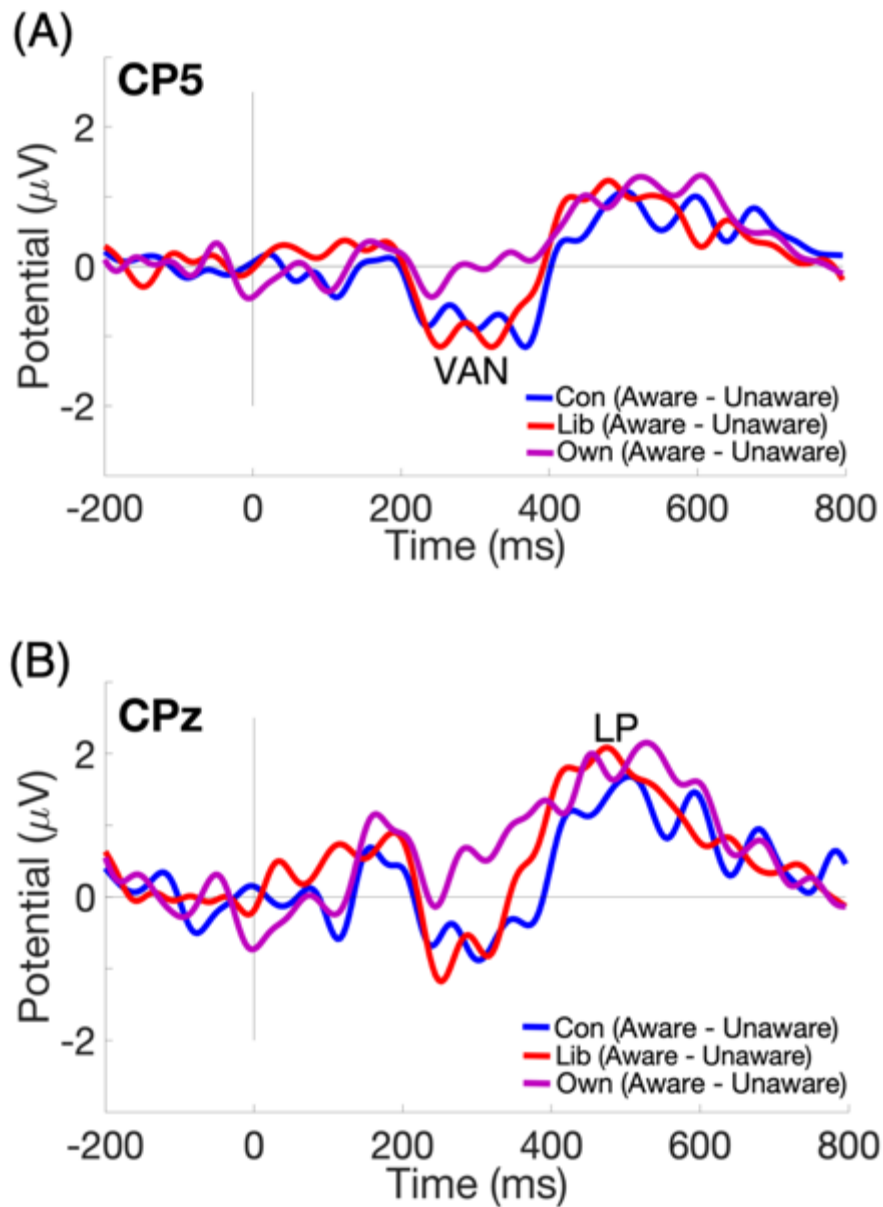 (A)
CP5
2
0
-2
Potential (μV)
VAN
Con (Aware - Unaware)
Lib (Aware - Unaware)
Own (Aware - Unaware)
-200 0 200 400 600 800
Time (ms)
(B)
CPz
LP
2
0
-2
Potential (μV)
Con (Aware - Unaware)
Lib (Aware - Unaware)
Own (Aware - Unaware)
-200 0 200 400 600 800
Time (ms)